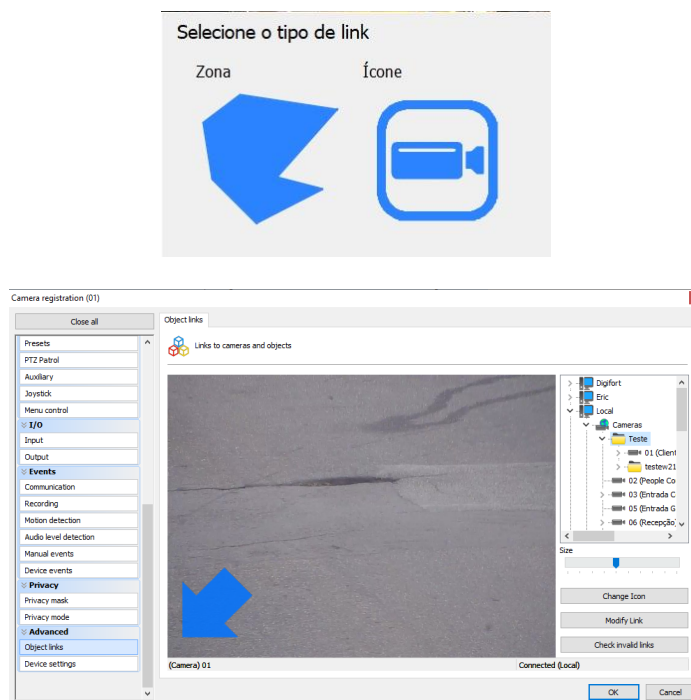 Selecione o tipo de link
Zona Ícone
Camera registration (01)
Close all
Object links
Presets
PTZ Patrol
Auxiliary
Joystick
Menu control
I/O
Input
Output
Events
Communication
Recording
Motion detection
Audio level detection
Manual events
Device events
Privacy
Privacy mask
Privacy mode
Advanced
Object links
Device settings
Links to cameras and objects
Digifort
Eric
Local
Cameras
Teste
01 (Client
testew21
02 (People Co
03 (Entrada C
05 (Entrada G
06 (Recepção)
Size
Change Icon
Modify Link
Check invalid links
(Camera) 01 Connected (Local)
OK Cancel